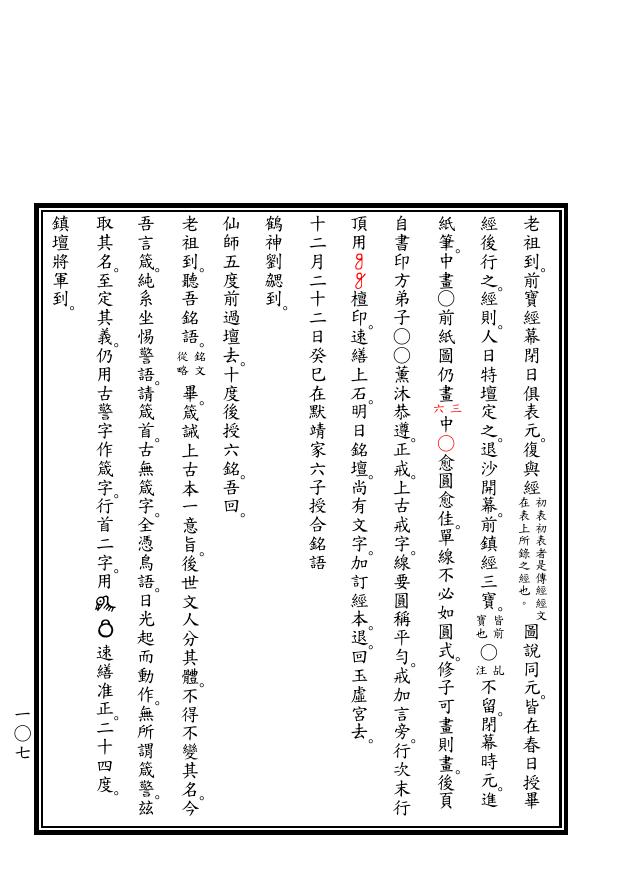 老祖到。前寶經幕閉日俱表元。復與經初表初表者是傳經經文在表上所錄之經也。圖說同元。皆在春日授畢
經後行之。經則。人日特壇定之。退沙開幕。前鎮經三寶。皆前寶也〇乩注不留。閉幕時元。進
紙筆。中畫〇前紙圖仍畫三六中〇愈圓愈佳。單線不必如圓式。修子可畫則畫。後頁
自書印方弟子〇〇薰沐恭遵。正戒。上古戒字。線要圓稱平勻。戒加言旁。行次末行
頂用檀印。速繕上石。明日銘壇。尚有文字。加訂經本。退。回玉虛宮去。
十二月二十二日癸巳在默靖家六子授合銘語
鶴神劉勰到。
仙師五度前過壇去。十度後授六銘。吾回。
老祖到。聽吾銘語。銘文從略畢。箴誡上古本一意旨。後世文人分其體。不得不變其名。今
吾言箴。純系坐惕警語。請箴首。古無箴字。全憑鳥語。日光起而動作。無所謂箴警。玆
取其名。至定其義。仍用古警字作箴字。行首二字。用速繕准正。二十四度。
鎮壇將軍到。
一〇七